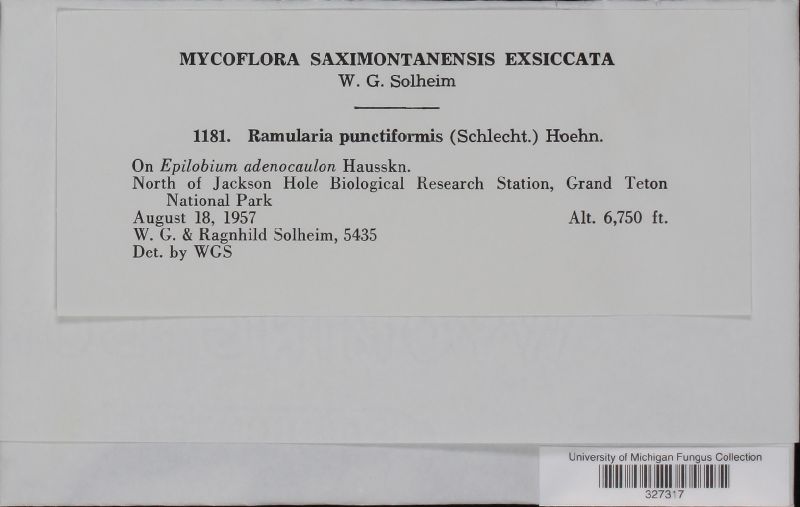 MYCOFLORA SAXIMONTANENSIS EXSICCATA
W. G. Solheim
1181. Ramularia punctiformis (Schlecht.) Hoehn.
On Epilobium adenocaulon Hausskn.
North of Jackson Hole Biological Research Station, Grand Teton
National Park
August 18, 1957 Alt. 6,750 ft.
W. G. & Ragnhild Solheim, 5435
Det. by WGS
University of Michigan Fungus Collection
327317